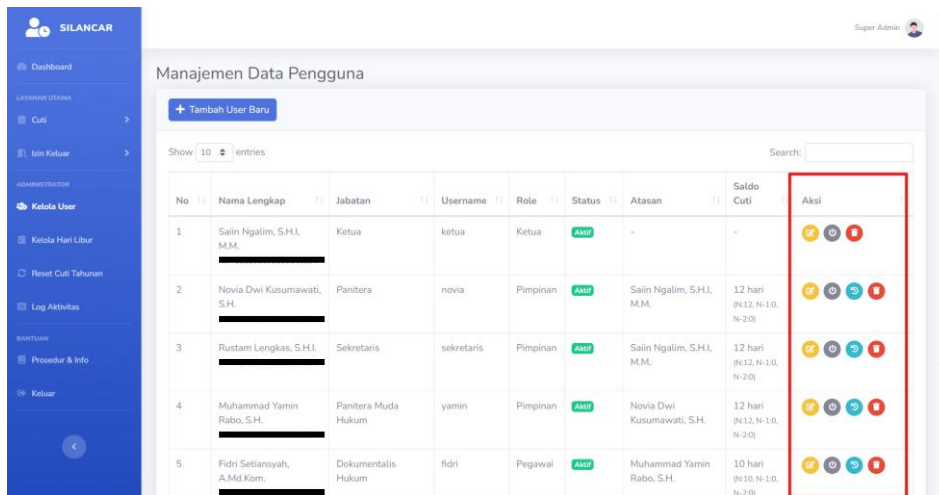 SILANCAR
Super Admin
Dashboard
LAYANAN UTAMA
Cuti
Izin Keluar
ADMINISTRATOR
Kelola User
Kelola Hari Libur
Reset Cuti Tahunan
Log Aktivitas
BANTUAN
Prosedur & Info
Keluar
Manajemen Data Pengguna
+ Tambah User Baru
Show 10 entries
Search:
No Nama Lengkap Jabatan Username Role Status Atasan Saldo Cuti Aksi
1 Saiin Ngalim, S.H.I, Ketua ketua Ketua Aktif - -
M.M.
2 Novia Dwi Kusumawati, Panitera novia Pimpinan Aktif Saiin Ngalim, S.H.I, 12 hari
S.H. M.M. (N:12, N-1:0,
N-2:0)
3 Rustam Lengkas, S.H.I, Sekretaris sekretaris Pimpinan Aktif Saiin Ngalim, S.H.I, 12 hari
M.M. (N:12, N-1:0,
N-2:0)
4 Muhammad Yamin Panitera Muda yamin Pimpinan Aktif Novia Dwi 12 hari
Rabo, S.H. Hukum Kusumawati, S.H. (N:12, N-1:0,
N-2:0)
5 Fidri Setiansyah, Dokumentalis fidri Pegawai Aktif Muhammad Yamin 10 hari
A.Md.Kom. Hukum Rabo, S.H. (N:10, N-1:0,
N-2:0)